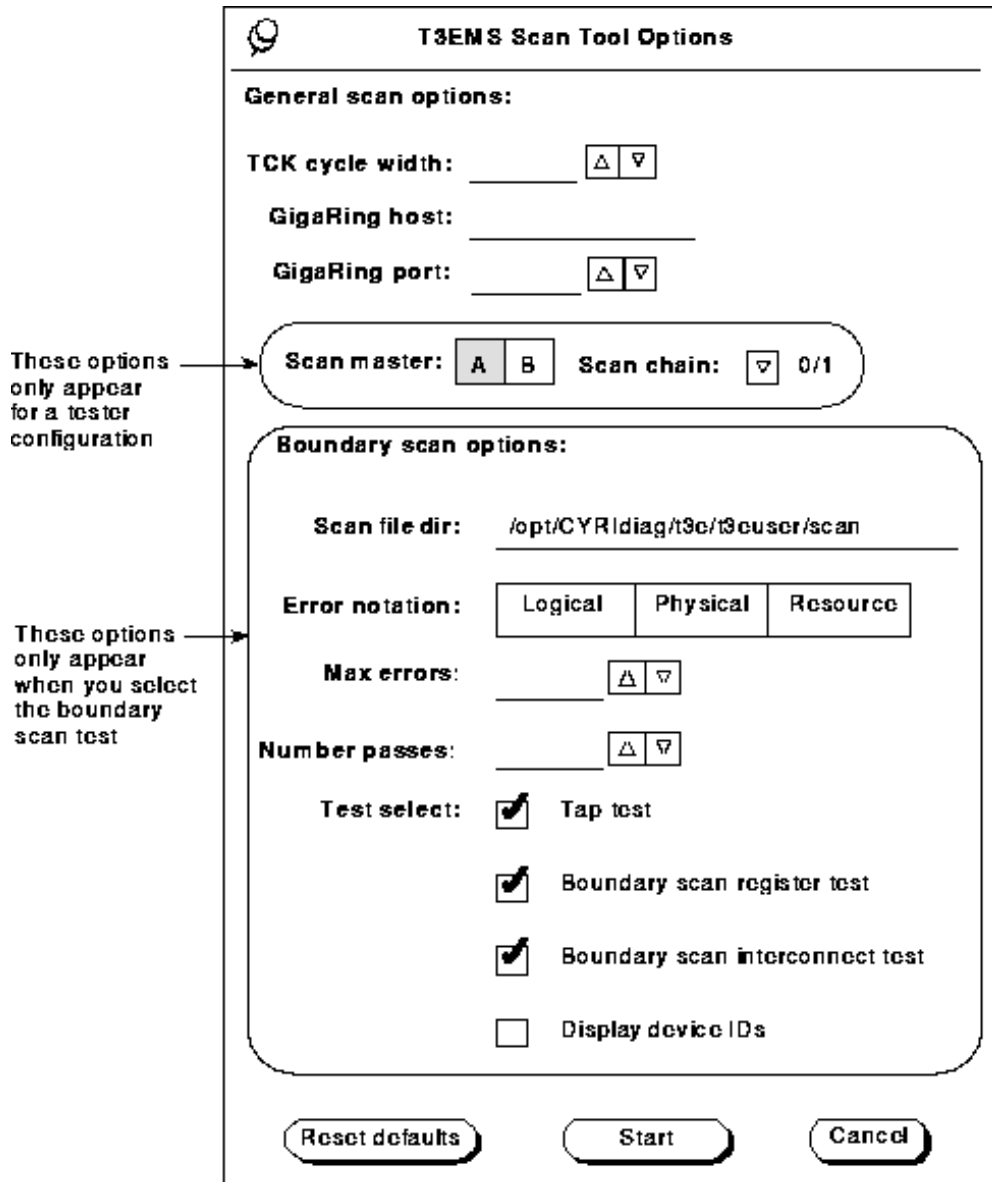 T3EMS Scan Tool Options
General scan options:
TCK cycle width:
GigaRing host:
GigaRing port:
These options
only appear
for a tester
configuration
Scan master: A B Scan chain: 0/1
Boundary scan options:
Scan file dir: /opt/CYRIdiag/t3e/t3euser/scan
Error notation: Logical Physical Resource
These options
only appear
when you select
the boundary
scan test
Max errors:
Number passes:
Test select: Tap test
Boundary scan register test
Boundary scan interconnect test
Display device IDs
Reset defaults Start Cancel